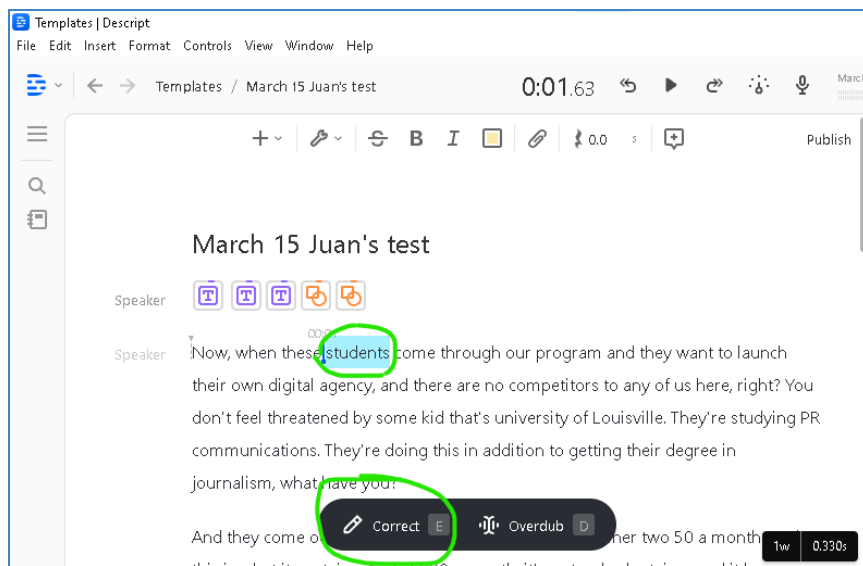 Templates | Descript
File Edit Insert Format Controls View Window Help
Templates / March 15 Juan's test 0:01.63 March
B I 0.0 s Publish
March 15 Juan's test
Speaker T T T
00:0
Speaker Now, when these students come through our program and they want to launch
their own digital agency, and there are no competitors to any of us here, right? You
don't feel threatened by some kid that's university of Louisville. They're studying PR
communications. They're doing this in addition to getting their degree in
journalism, what have you?
Correct E Overdub D
And they come her two 50 a month
1w 0.330s